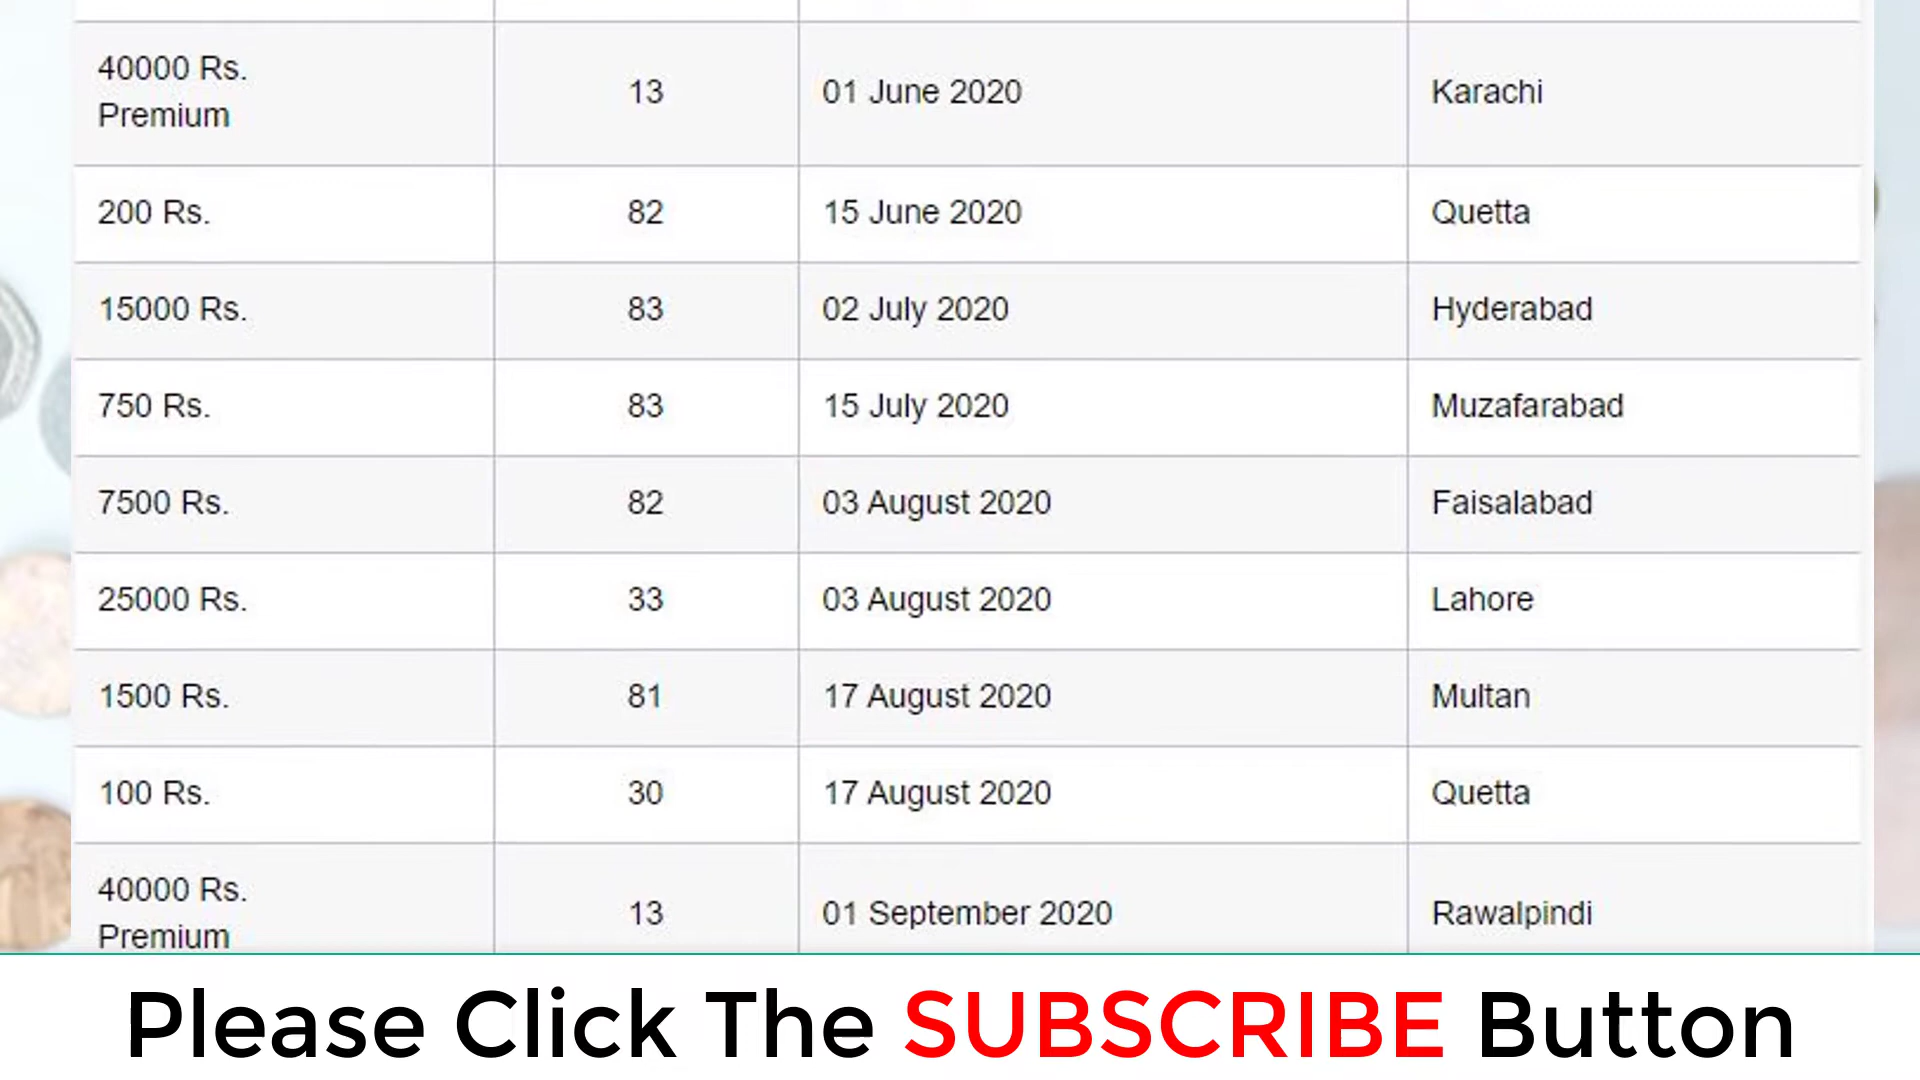 40000 Rs.
Premium
13
01 June 2020
Karachi
200 Rs.
82
15 June 2020
Quetta
15000 Rs.
83
02 July 2020
Hyderabad
750 Rs.
83
15 July 2020
Muzafarabad
7500 Rs.
82
03 August 2020
Faisalabad
25000 Rs.
33
03 August 2020
Lahore
1500 Rs.
81
17 August 2020
Multan
100 Rs.
30
17 August 2020
Quetta
40000 Rs.
Premium
13
01 September 2020
Rawalpindi
Please Click The SUBSCRIBE Button